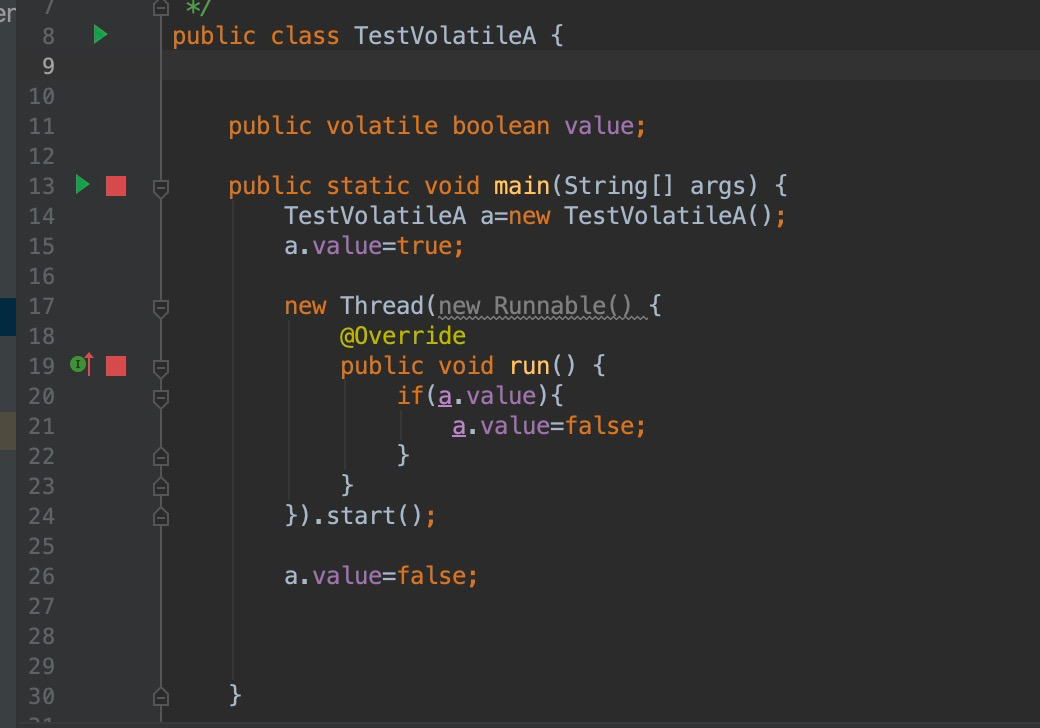 er
7 */
8 public class TestVolatileA {
9
10
11 public volatile boolean value;
12
13 public static void main(String[] args) {
14 TestVolatileA a=new TestVolatileA();
15 a.value=true;
16
17 new Thread(new Runnable() {
18 @Override
19 public void run() {
20 if(a.value){
21 a.value=false;
22 }
23 }
24 }).start();
25
26 a.value=false;
27
28
29
30 }
31